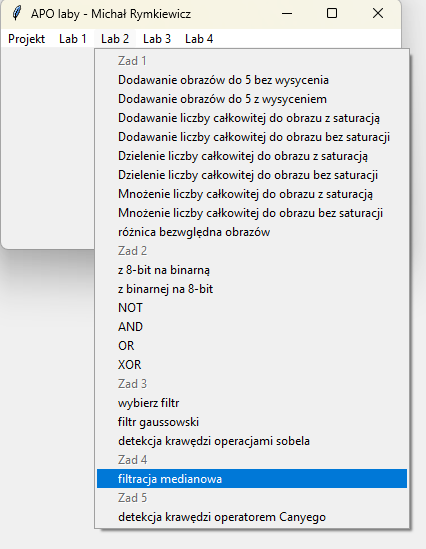 APO laby - Michał Rymkiewicz
Projekt Lab 1 Lab 2 Lab 3 Lab 4
Zad 1
Dodawanie obrazów do 5 bez wysycenia
Dodawanie obrazów do 5 z wysyceniem
Dodawanie liczby całkowitej do obrazu z saturacją
Dodawanie liczby całkowitej do obrazu bez saturacji
Dzielenie liczby całkowitej do obrazu z saturacją
Dzielenie liczby całkowitej do obrazu bez saturacji
Mnożenie liczby całkowitej do obrazu z saturacją
Mnożenie liczby całkowitej do obrazu bez saturacji
różnica bezwględna obrazów
Zad 2
z 8-bit na binarną
z binarnej na 8-bit
NOT
AND
OR
XOR
Zad 3
wybierz filtr
filtr gaussowski
detekcja krawędzi operacjami sobela
Zad 4
filtracja medianowa
Zad 5
detekcja krawędzi operatorem Canyego